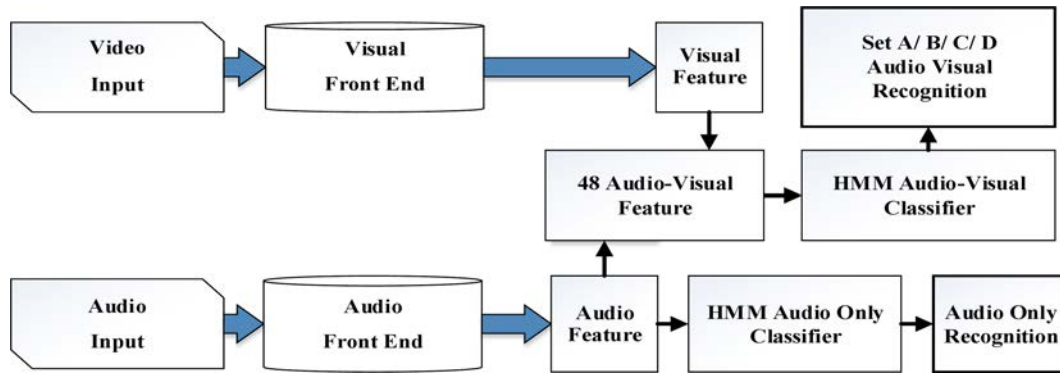 Video
Input
Visual
Front End
Visual
Feature
Set A/ B/ C/ D
Audio Visual
Recognition
48 Audio-Visual
Feature
HMM Audio-Visual
Classifier
Audio
Input
Audio
Front End
Audio
Feature
HMM Audio Only
Classifier
Audio Only
Recognition